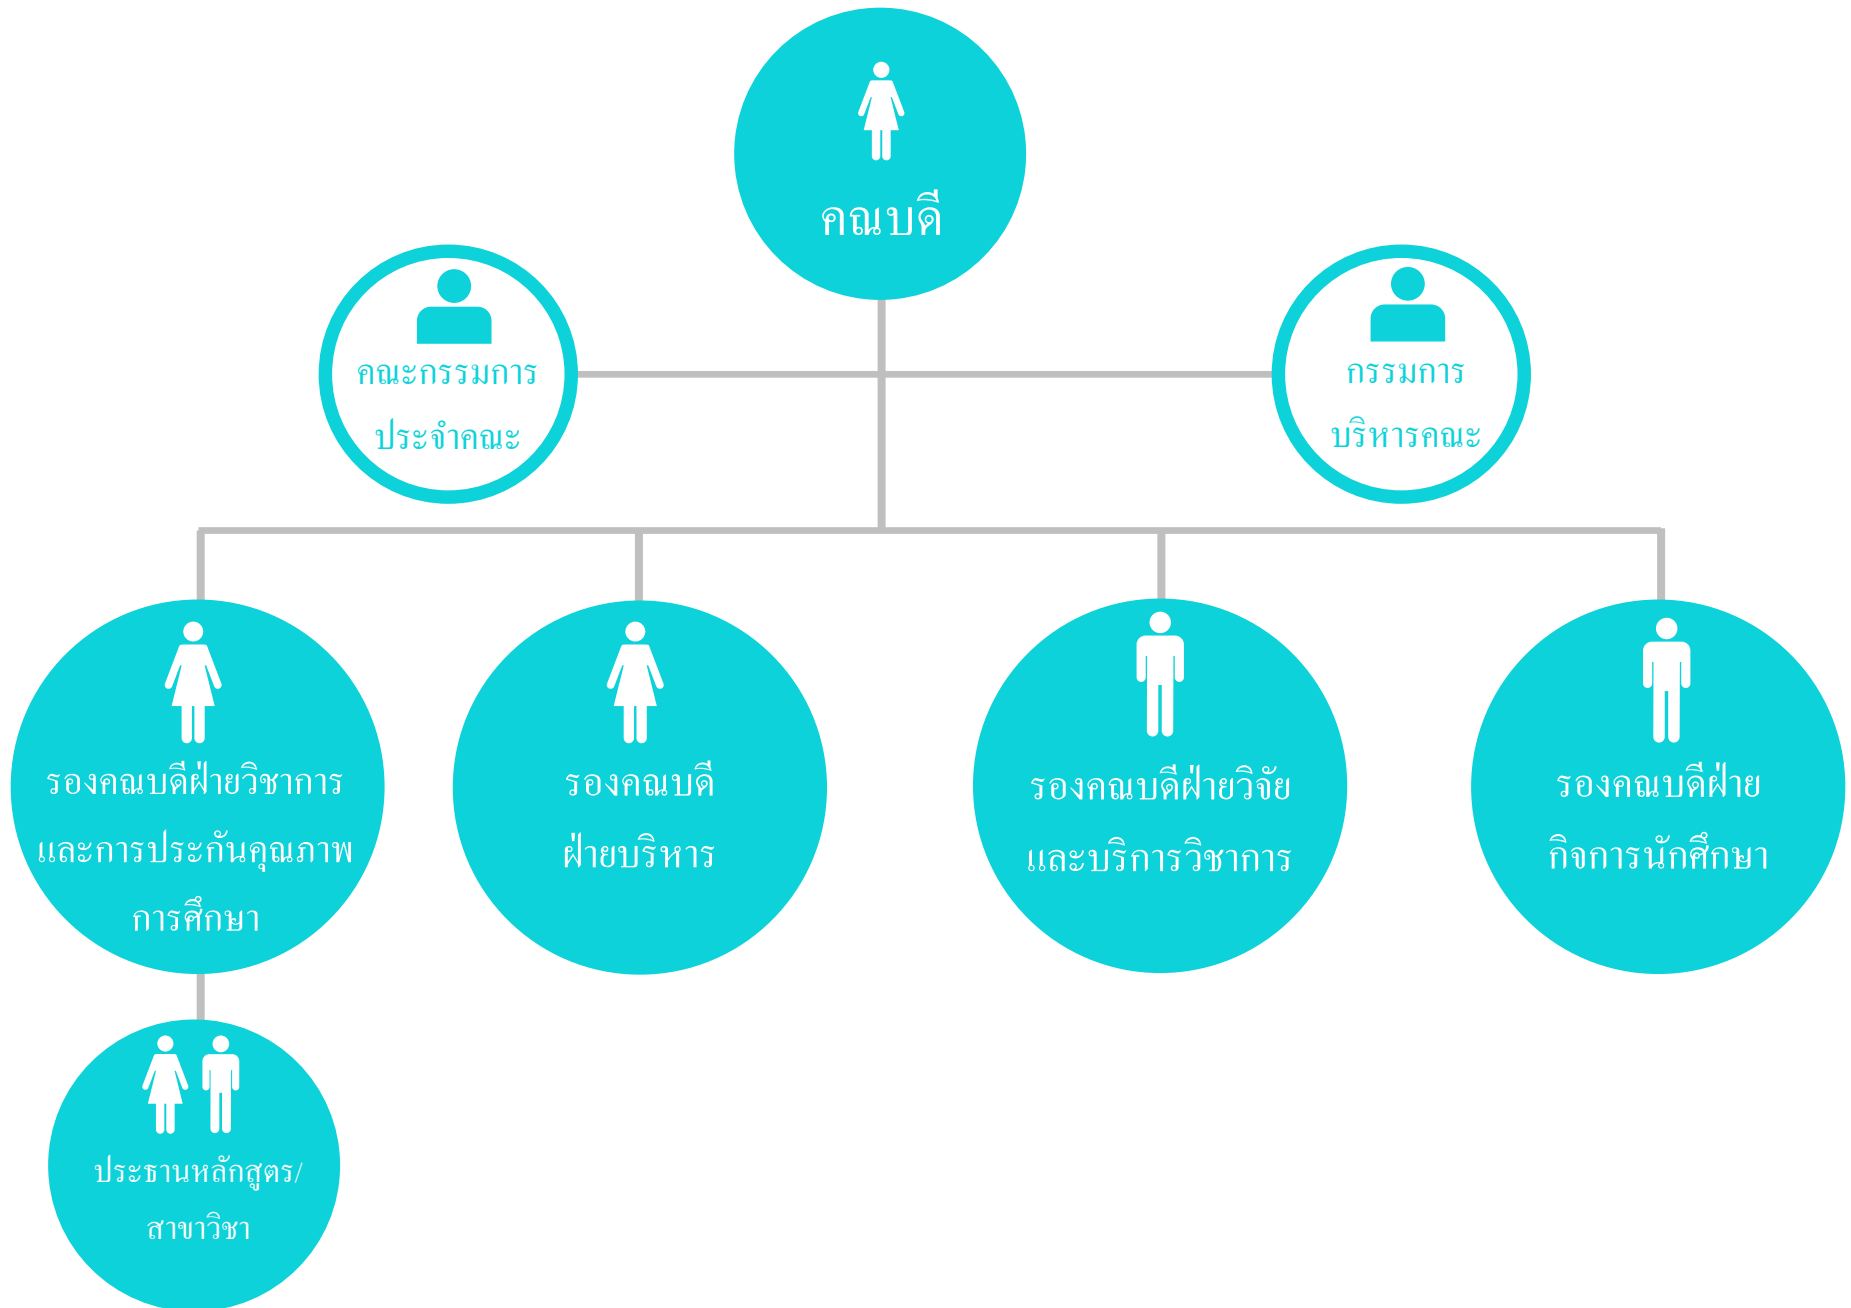 คณบดี
คณะกรรมการ
ประจำคณะ
กรรมการ
บริหารคณะ
รองคณบดีฝ่ายวิชาการ
และการประกันคุณภาพ
การศึกษา
รองคณบดี
ฝ่ายบริหาร
รองคณบดีฝ่ายวิจัย
และบริการวิชาการ
รองคณบดีฝ่าย
กิจการนักศึกษา
ประธานหลักสูตร/
สาขาวิชา